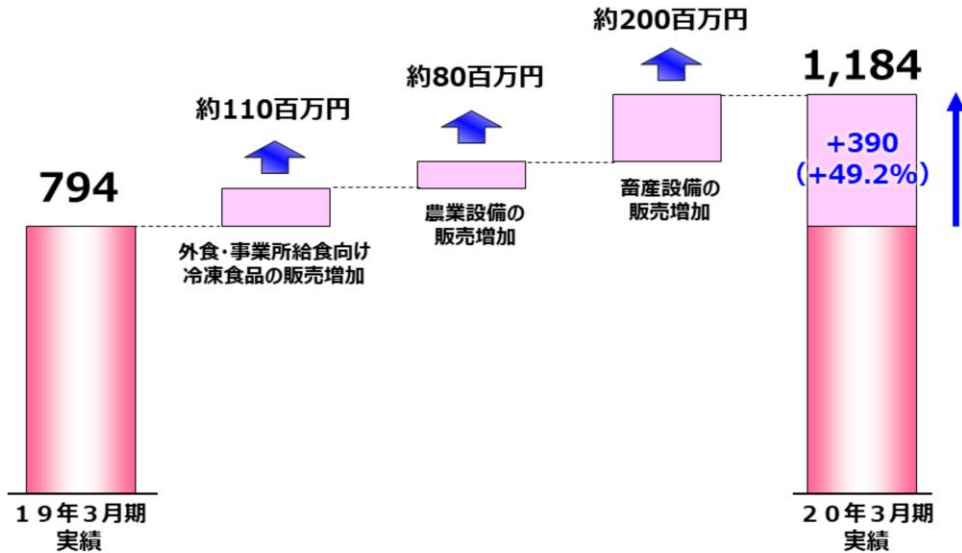 約200百万円
1,184
約80百万円
約110百万円
+390
(+49.2%)
794
畜産設備の
販売増加
農業設備の
販売増加
外食・事業所給食向け
冷凍食品の販売増加
１９年３月期
実績
２０年３月期
実績